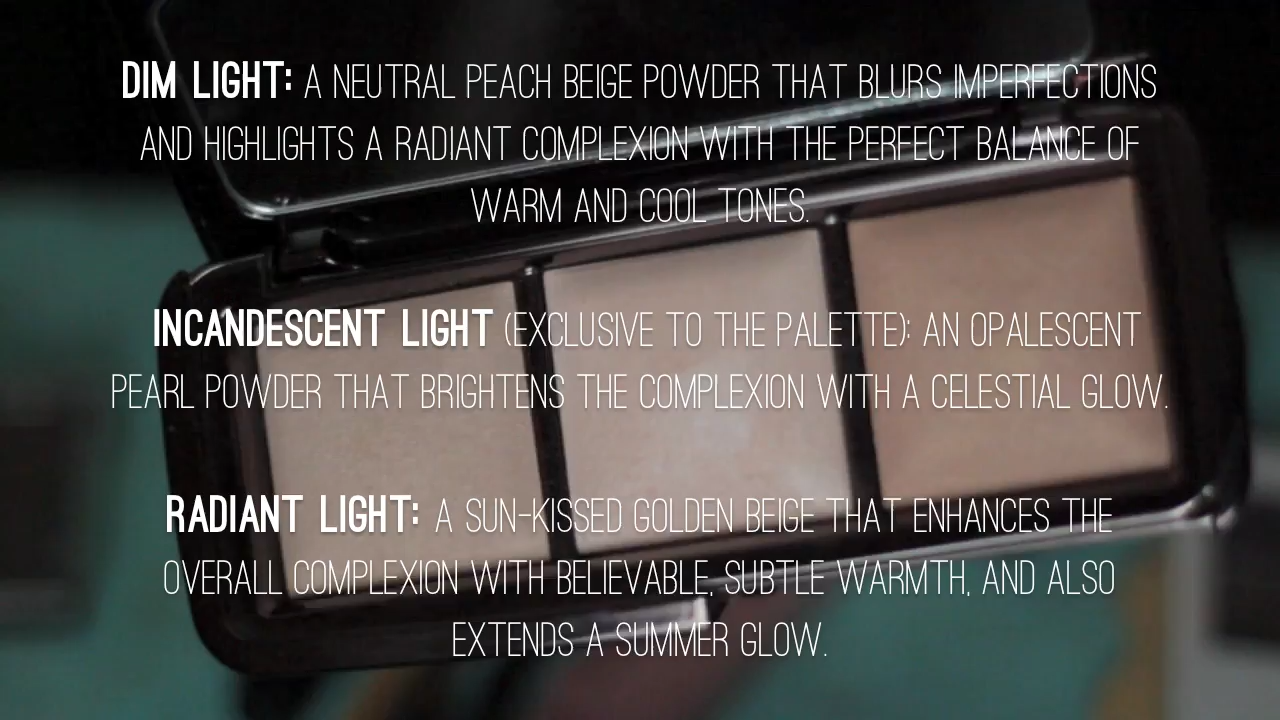 DIM LIGHT: A NEUTRAL PEACH BEIGE POWDER THAT BLURS IMPERFECTIONS
AND HIGHLIGHTS A RADIANT COMPLEXION WITH THE PERFECT BALANCE OF
WARM AND COOL TONES.
INCANDESCENT LIGHT (EXCLUSIVE TO THE PALETTE): AN OPALESCENT
PEARL POWDER THAT BRIGHTENS THE COMPLEXION WITH A CELESTIAL GLOW.
RADIANT LIGHT: A SUN-KISSED GOLDEN BEIGE THAT ENHANCES THE
OVERALL COMPLEXION WITH BELIEVABLE, SUBTLE WARMTH, AND ALSO
EXTENDS A SUMMER GLOW.